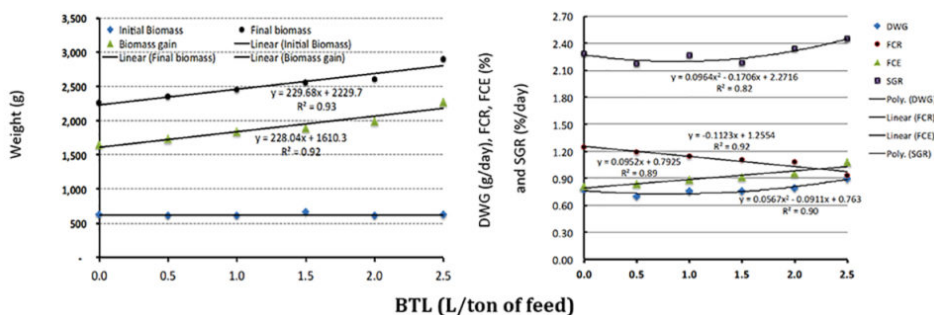 3,500
3,000
2,500
2,000
1,500
1,000
500
-
Weight (g)
Initial Biomass
Final biomass
Biomass gain
Linear (Initial Biomass)
Linear (Final biomass)
Linear (Biomass gain)
y = 229.68x + 2229.7
R² = 0.93
y = 228.04x + 1610.3
R² = 0.92
0.0 0.5 1.0 1.5 2.0 2.5
DWG (g/day), FCR, FCE (%)
and SGR (%/day)
2.70
2.40
2.10
1.80
1.50
1.20
0.90
0.60
0.30
0.00
y = 0.0964x² - 0.1706x + 2.2716
R² = 0.82
-0.1123x + 1.2554
R² = 0.92
y = 0.0952x + 0.7925
R² = 0.89
y = 0.0567x² - 0.0911x + 0.763
R² = 0.90
0.0 0.5 1.0 1.5 2.0 2.5
DWG
FCR
FCE
SGR
Poly. (DWG)
Linear (FCR)
Linear (FCE)
Poly. (SGR)
BTL (L/ton of feed)